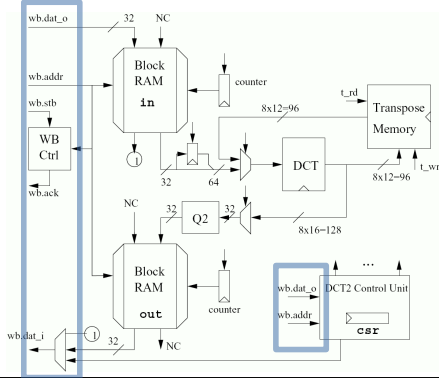 wb.dat_o
32
NC
wb.addr
Block
RAM
in
counter
t_rd
8x12=96
Transpose
Memory
wb.stb
WB
Ctrl
1
32
64
DCT
t_wr
8x12=96
wb.ack
NC
32
Q2
32
8x16=128
Block
RAM
out
counter
...
wb.dat_o
DCT2 Control Unit
wb.addr
csr
wb.dat_i
1
32
NC